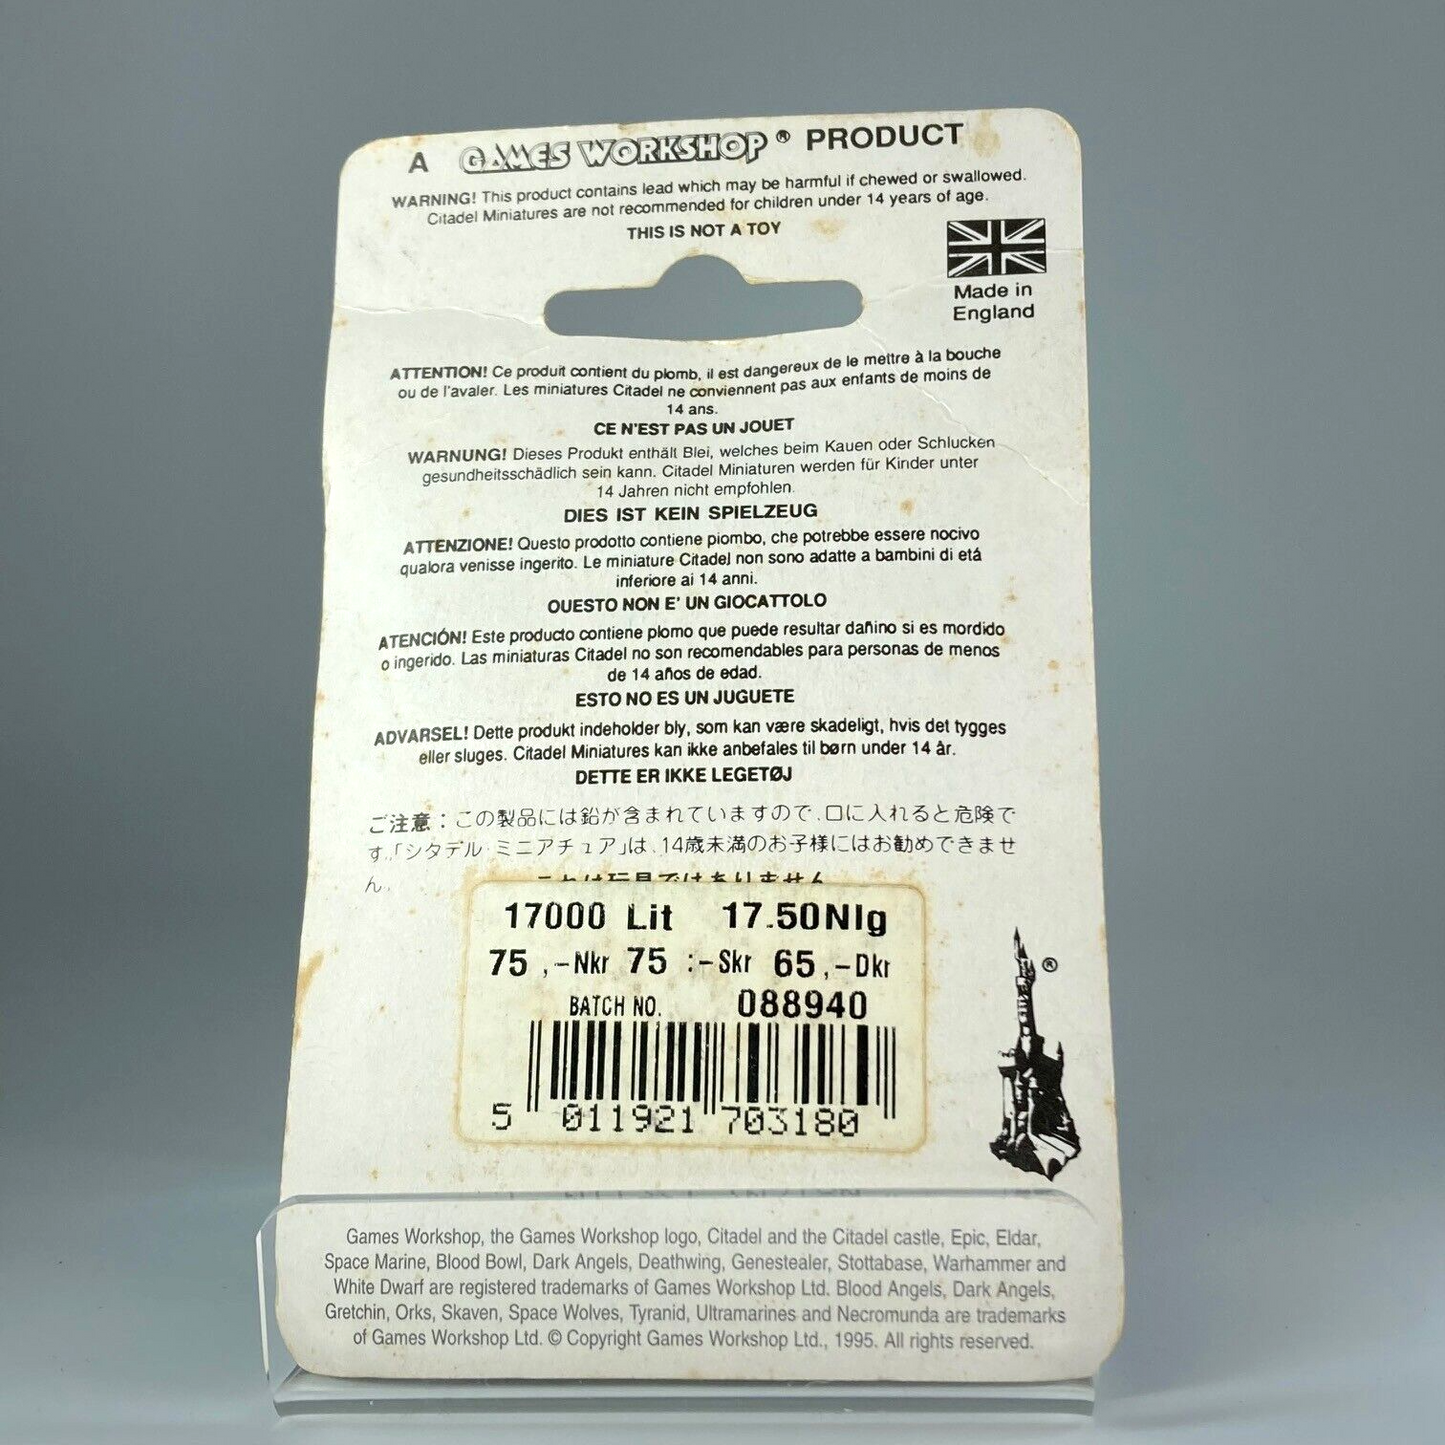 A GAMES WORKSHOP® PRODUCT
WARNING! This product contains lead which may be harmful if chewed or swallowed.
Citadel Miniatures are not recommended for children under 14 years of age.
THIS IS NOT A TOY
Made in
England
ATTENTION! Ce produit contient du plomb, il est dangereux de le mettre à la bouche
ou de l'avaler. Les miniatures Citadel ne conviennent pas aux enfants de moins de
14 ans.
CE N'EST PAS UN JOUET
WARNUNG! Dieses Produkt enthält Blei, welches beim Kauen oder Schlucken
gesundheitsschädlich sein kann. Citadel Miniaturen werden für Kinder unter
14 Jahren nicht empfohlen.
DIES IST KEIN SPIELZEUG
ATTENZIONE! Questo prodotto contiene piombo, che potrebbe essere nocivo
qualora venisse ingerito. Le miniature Citadel non sono adatte a bambini di etá
inferiore ai 14 anni.
OUESTO NON E' UN GIOCATTOLO
ATENCIÓN! Este producto contiene plomo que puede resultar dañino si es mordido
o ingerido. Las miniaturas Citadel no son recomendables para personas de menos
de 14 años de edad.
ESTO NO ES UN JUGUETE
ADVARSEL! Dette produkt indeholder bly, som kan være skadeligt, hvis det tygges
eller sluges. Citadel Miniatures kan ikke anbefales til børn under 14 år.
DETTE ER IKKE LEGETØJ
ご注意：この製品には鉛が含まれていますので、口に入れると危険で
す。「シタデル・ミニアチュア」は、14歳未満のお子様にはお勧めできませ
ん。
これは玩具ではありません
17000 Lit 17.50Nlg
75 ,-Nkr 75 :-Skr 65,-Dkr
BATCH NO. 088940
5 011921 703180
®
Games Workshop, the Games Workshop logo, Citadel and the Citadel castle, Epic, Eldar,
Space Marine, Blood Bowl, Dark Angels, Deathwing, Genestealer, Stottabase, Warhammer and
White Dwarf are registered trademarks of Games Workshop Ltd. Blood Angels, Dark Angels,
Gretchin, Orks, Skaven, Space Wolves, Tyranid, Ultramarines and Necromunda are trademarks
of Games Workshop Ltd. © Copyright Games Workshop Ltd., 1995. All rights reserved.